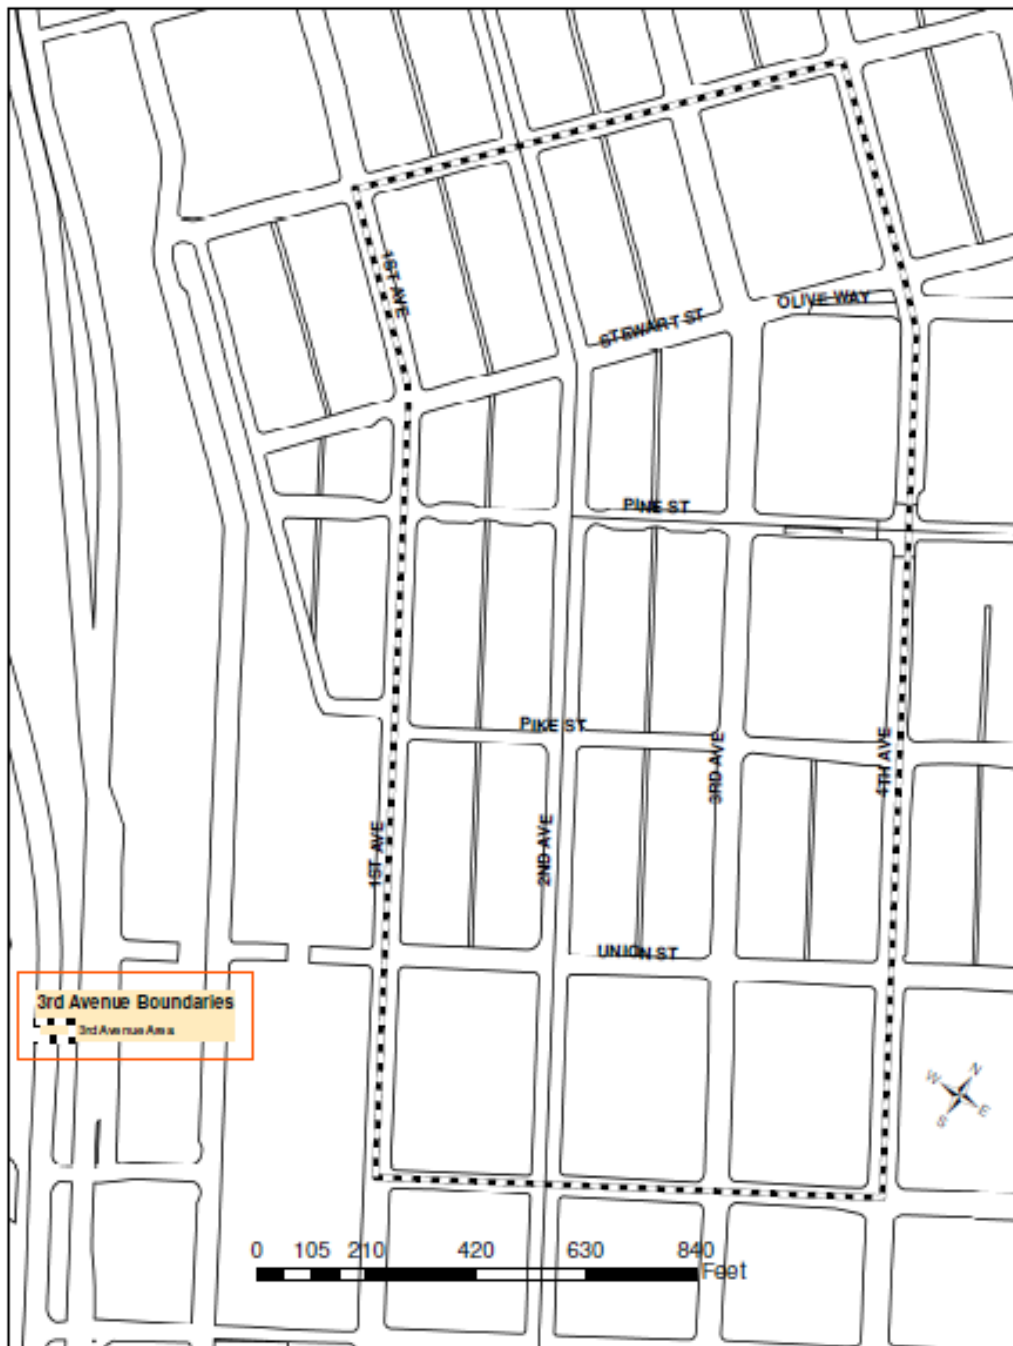 1ST AVE
OLIVE WAY
STEWART ST
PINE ST
PIKE ST
3RD AVE
4TH AVE
1ST AVE
2ND AVE
UNION ST
3rd Avenue Boundaries
3rd Avenue Area
N
W
E
S
0 105 210 420 630 840
Feet